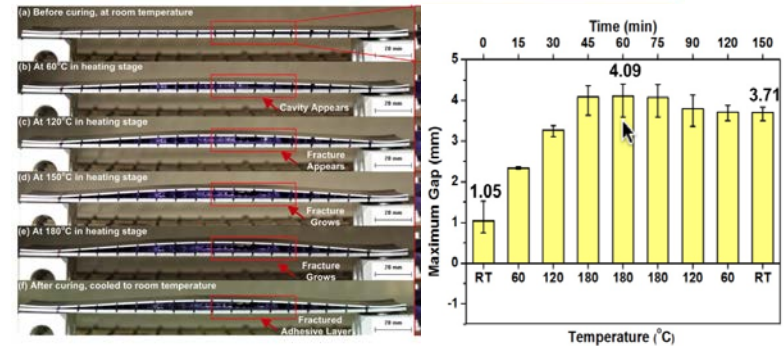 (a) Before curing, at room temperature
20 mm
(b) At 60°C in heating stage
Cavity Appears
20 mm
(c) At 120°C in heating stage
Fracture
Appears
20 mm
(d) At 150°C in heating stage
Fracture
Grows
20 mm
(e) At 180°C in heating stage
Fracture
Grows
20 mm
(f) After curing, cooled to room temperature
Fractured
Adhesive Layer
20 mm
Time (min)
0 15 30 45 60 75 90 120 150
Maximum Gap (mm)
5
4
3
2
1
0
-1
1.05
4.09
3.71
RT 60 120 180 180 180 120 60 RT
Temperature (°C)